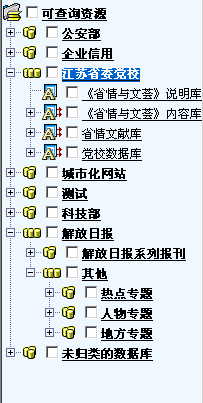 可查询资源
公安部
企业信用
江苏省委党校
《省情与文荟》说明库
《省情与文荟》内容库
省情文献库
党校数据库
城市化网站
测试
科技部
解放日报
解放日报系列报刊
其他
热点专题
人物专题
地方专题
未归类的数据库